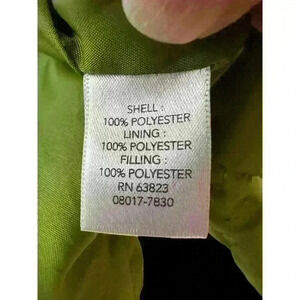 SHELL :
100% POLYESTER
LINING :
100% POLYESTER
FILLING :
100% POLYESTER
RN 63823
08017-7830